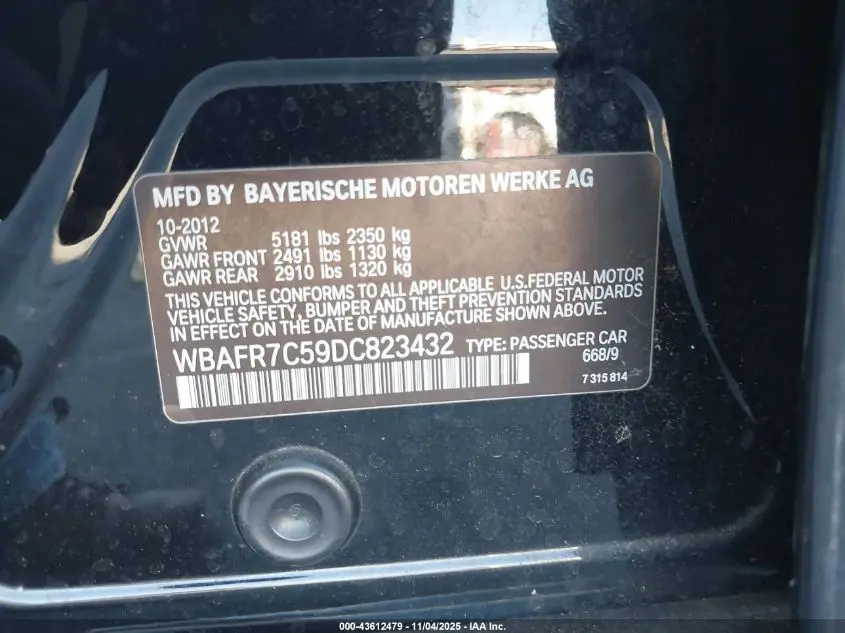 MFD BY BAYERISCHE MOTOREN WERKE AG
10-2012
GVWR 5181 lbs 2350 kg
GAWR FRONT 2491 lbs 1130 kg
GAWR REAR 2910 lbs 1320 kg
THIS VEHICLE CONFORMS TO ALL APPLICABLE U.S.FEDERAL MOTOR
VEHICLE SAFETY, BUMPER AND THEFT PREVENTION STANDARDS
IN EFFECT ON THE DATE OF MANUFACTURE SHOWN ABOVE.
WBAFR7C59DC823432 TYPE: PASSENGER CAR
668/9
7 315 814
000-43612479 - 11/04/2025 - IAA Inc.